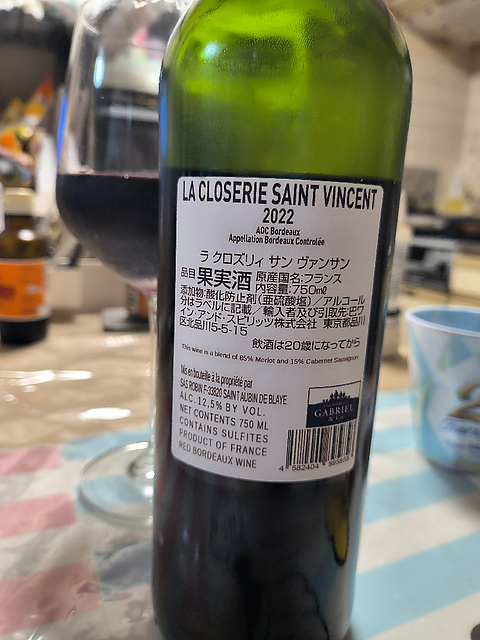 LA CLOSERIE SAINT VINCENT
2022
AOC Bordeaux
Appellation Bordeaux Controlée
ラ クロズリィ サン ヴァンサン
品目 果実酒 原産国名:フランス
内容量:750mℓ
添加物:酸化防止剤(亜硫酸塩)/アルコール
分はラベルに記載/輸入者及び引取先:巴ワ
イン・アンド・スピリッツ株式会社 東京都品川
区北品川5-5-15
飲酒は20歳になってから
This wine is a blend of 85% Merlot and 15% Cabernet Sauvignon
Mis en bouteille à la propriété par
SAS ROBIN F-33820 SAINT AUBIN DE BLAYE
ALC. 12,5% BY VOL.
NET CONTENTS 750 ML
CONTAINS SULFITES
PRODUCT OF FRANCE
RED BORDEAUX WINE
GABRIEL
& Co.
4 582404